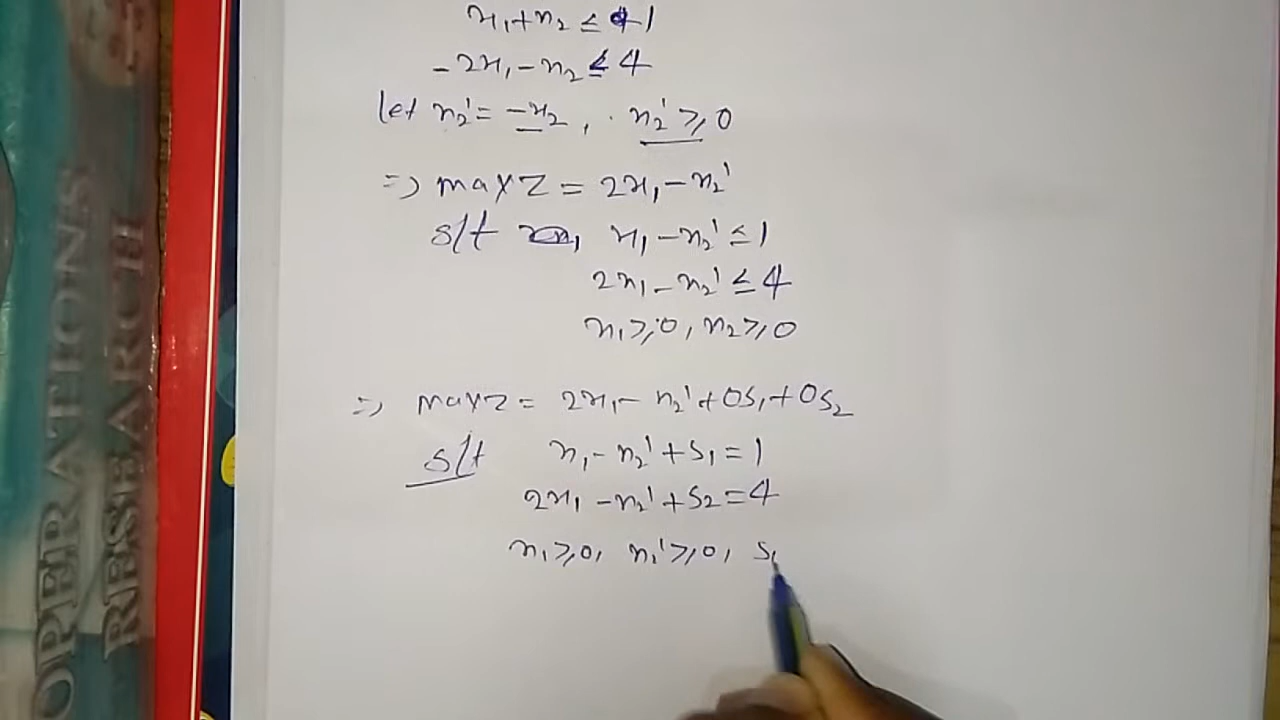 x₁+x₂ ≤ 1
-2x₁-x₂ ≤ 4
let x₂' = -x₂, x₂' ≥ 0
=> max Z = 2x₁ - x₂'
s/t x₁ - x₂' ≤ 1
2x₁ - x₂' ≤ 4
x₁ ≥ 0, x₂ ≥ 0
=> max Z = 2x₁ - x₂' + 0s₁ + 0s₂
s/t x₁ - x₂' + s₁ = 1
2x₁ - x₂' + s₂ = 4
x₁ ≥ 0, x₂' ≥ 0, s₁
OPERATIONS
RESEARCH